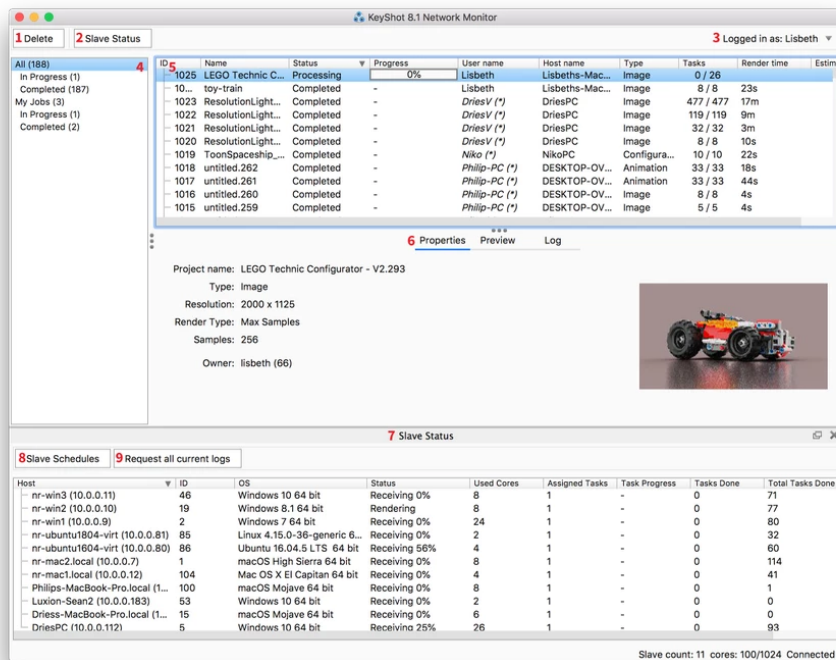 KeyShot 8.1 Network Monitor
1 Delete 2 Slave Status 3 Logged in as: Lisbeth
All (188) 4
In Progress (1)
Completed (187)
My Jobs (3)
In Progress (1)
Completed (2)
ID 5 Name Status Progress User name Host name Type Tasks Render time Estim
1025 LEGO Technic C... Processing 0% Lisbeth Lisbeths-Mac... Image 0 / 26
10... toy-train Completed - Lisbeth Lisbeths-Mac... Image 8 / 8 23s
1023 ResolutionLight... Completed - DriesV (*) DriesPC Image 477 / 477 17m
1022 ResolutionLight... Completed - DriesV (*) DriesPC Image 119 / 119 9m
1021 ResolutionLight... Completed - DriesV (*) DriesPC Image 32 / 32 3m
1020 ResolutionLight... Completed - DriesV (*) DriesPC Image 8 / 8 10s
1019 ToonSpaceship_... Completed - Niko (*) NikoPC Configura... 10 / 10 22s
1018 untitled.262 Completed - Philip-PC (*) DESKTOP-OV... Animation 33 / 33 18s
1017 untitled.261 Completed - Philip-PC (*) DESKTOP-OV... Animation 33 / 33 44s
1016 untitled.260 Completed - Philip-PC (*) DESKTOP-OV... Image 8 / 8 4s
1015 untitled.259 Completed - Philip-PC (*) DESKTOP-OV... Image 5 / 5 4s
6 Properties Preview Log
Project name: LEGO Technic Configurator - V2.293
Type: Image
Resolution: 2000 x 1125
Render Type: Max Samples
Samples: 256
Owner: lisbeth (66)
7 Slave Status
8 Slave Schedules 9 Request all current logs
Host ID OS Status Used Cores Assigned Tasks Task Progress Tasks Done Total Tasks Done
nr-win3 (10.0.0.11) 46 Windows 10 64 bit Receiving 0% 8 1 - 0 71
nr-win2 (10.0.0.10) 19 Windows 8.1 64 bit Rendering 8 1 - 0 77
nr-win1 (10.0.0.9) 2 Windows 7 64 bit Receiving 0% 24 1 - 0 80
nr-ubuntu1804-virt (10.0.0.81) 85 Linux 4.15.0-36-generic 6... Receiving 0% 2 1 - 0 32
nr-ubuntu1604-virt (10.0.0.80) 86 Ubuntu 16.04.5 LTS 64 bit Receiving 56% 4 1 - 0 60
nr-mac2.local (10.0.0.7) 1 macOS High Sierra 64 bit Receiving 0% 8 1 - 0 114
nr-mac1.local (10.0.0.12) 104 Mac OS X El Capitan 64 bit Receiving 0% 4 1 - 0 41
Philips-MacBook-Pro.local (1... 100 macOS Mojave 64 bit Receiving 0% 8 1 - 0 1
Luxion-Sean2 (10.0.0.183) 53 Windows 10 64 bit Receiving 0% 2 1 - 0 0
Driess-MacBook-Pro.local (1... 15 macOS Mojave 64 bit Receiving 0% 6 1 - 0 0
DriesPC (10.0.0.112) 5 Windows 10 64 bit Receiving 25% 26 1 - 0 93
Slave count: 11 cores: 100/1024 Connected